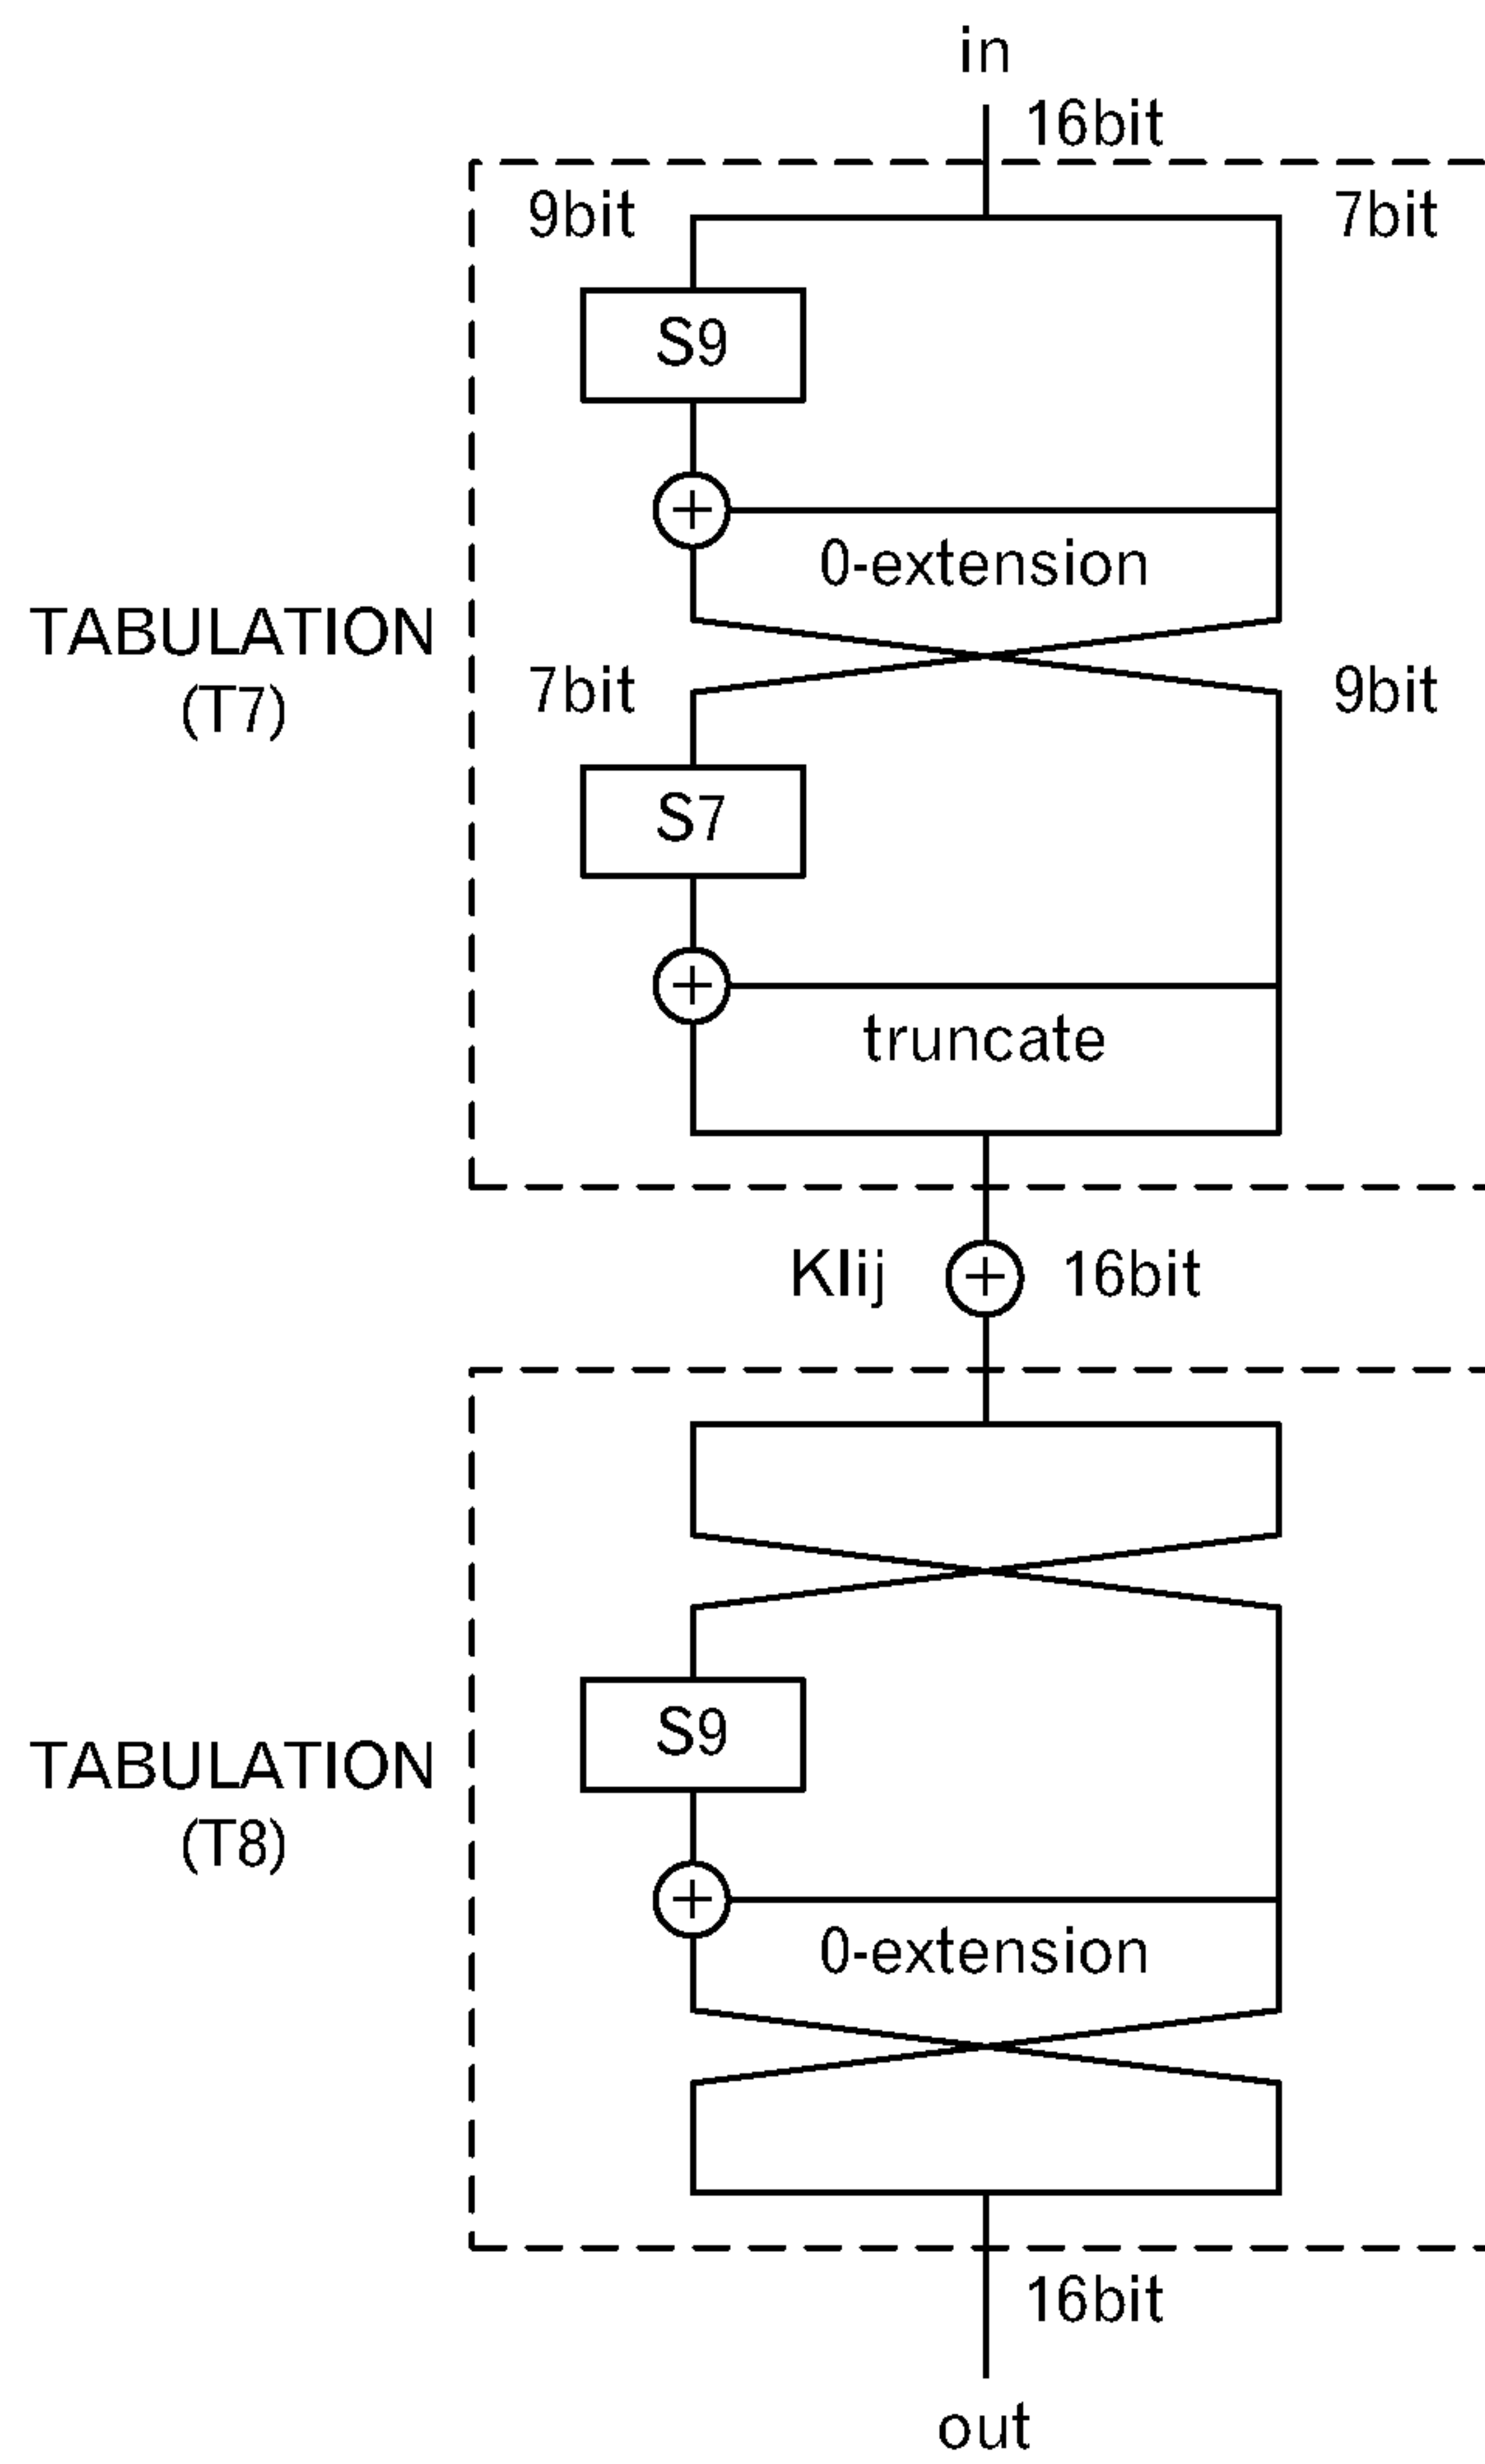 in
16bit
9bit
7bit
S9
0-extension
TABULATION
(T7)
7bit
9bit
S7
truncate
KIij
16bit
S9
TABULATION
(T8)
0-extension
16bit
out